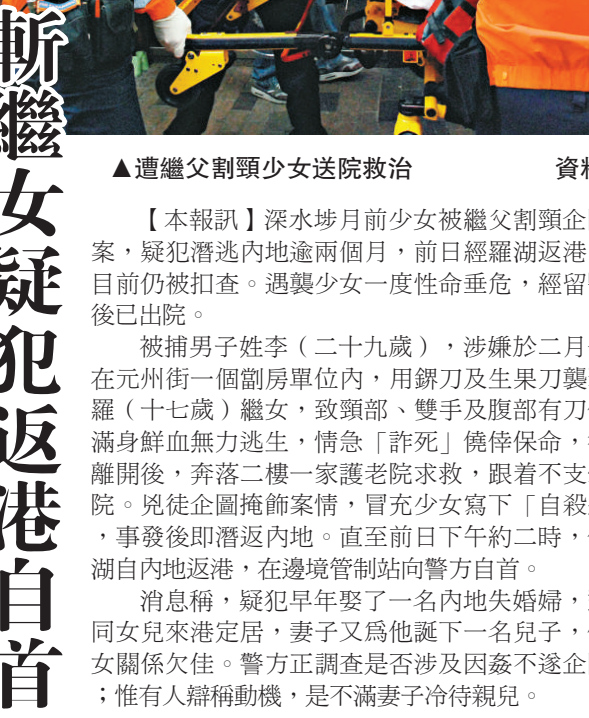 斬繼女疑犯返港自首
▲遭繼父割頸少女送院救治
資料
【本報訊】深水埗月前少女被繼父割頸企
案，疑犯潛逃內地逾兩個月，前日經羅湖返港
目前仍被扣查。遇襲少女一度性命垂危，經留
後已出院。
被捕男子姓李（二十九歲），涉嫌於二月
在元州街一個劏房單位內，用鎅刀及生果刀襲
羅（十七歲）繼女，致頸部、雙手及腹部有刀
滿身鮮血無力逃生，情急「詐死」僥倖保命，
離開後，奔落二樓一家護老院求救，跟着不支
院。兇徒企圖掩飾案情，冒充少女寫下「自殺
，事發後即潛返內地。直至前日下午約二時，
湖自內地返港，在邊境管制站向警方自首。
消息稱，疑犯早年娶了一名內地失婚婦，
同女兒來港定居，妻子又爲他誕下一名兒子，
女關係欠佳。警方正調查是否涉及因姦不遂企
；惟有人辯稱動機，是不滿妻子冷待親兒。